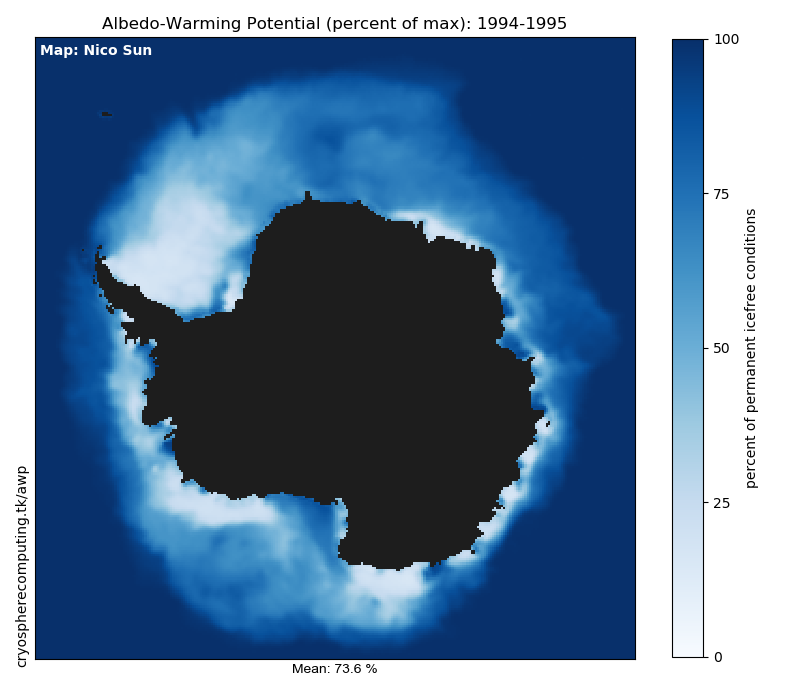 Albedo-Warming Potential (percent of max): 1994-1995
Map: Nico Sun
cryospherecomputing.tk/awp
Mean: 73.6 %
100
75
50
25
0
percent of permanent icefree conditions